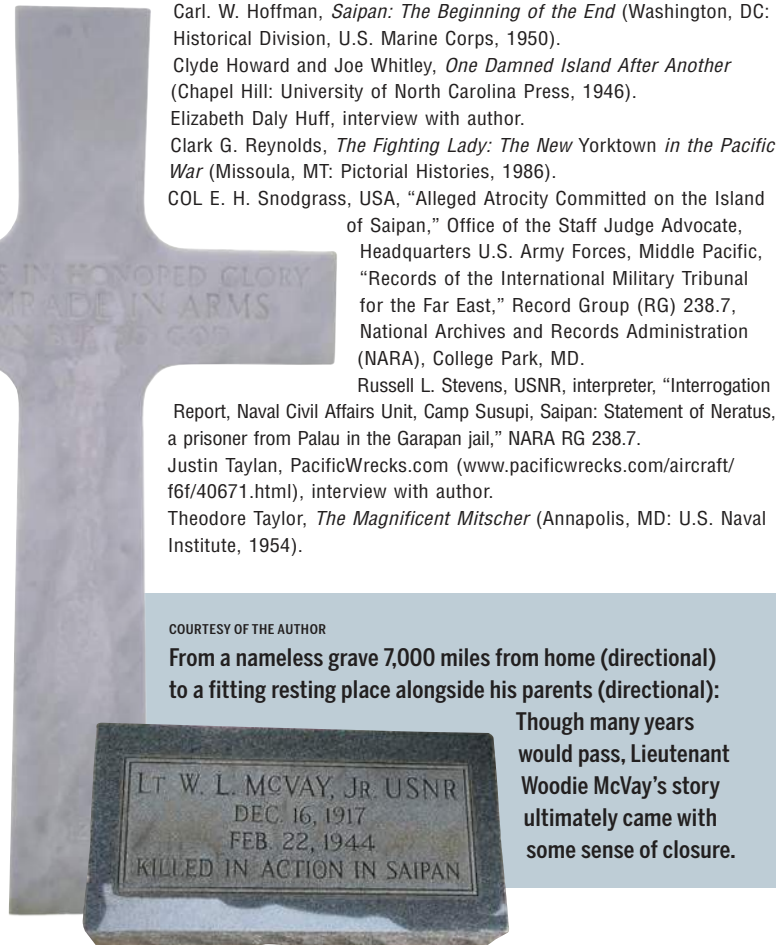 Carl. W. Hoffman, Saipan: The Beginning of the End (Washington, DC:
Historical Division, U.S. Marine Corps, 1950).
Clyde Howard and Joe Whitley, One Damned Island After Another
(Chapel Hill: University of North Carolina Press, 1946).
Elizabeth Daly Huff, interview with author.
Clark G. Reynolds, The Fighting Lady: The New Yorktown in the Pacific
War (Missoula, MT: Pictorial Histories, 1986).
COL E. H. Snodgrass, USA, “Alleged Atrocity Committed on the Island
of Saipan,” Office of the Staff Judge Advocate,
Headquarters U.S. Army Forces, Middle Pacific,
“Records of the International Military Tribunal
for the Far East,” Record Group (RG) 238.7,
National Archives and Records Administration
(NARA), College Park, MD.
Russell L. Stevens, USNR, interpreter, “Interrogation
Report, Naval Civil Affairs Unit, Camp Susupi, Saipan: Statement of Neratus,
a prisoner from Palau in the Garapan jail,” NARA RG 238.7.
Justin Taylan, PacificWrecks.com (www.pacificwrecks.com/aircraft/
f6f/40671.html), interview with author.
Theodore Taylor, The Magnificent Mitscher (Annapolis, MD: U.S. Naval
Institute, 1954).
S IN HONORED GLORY
MRADE IN ARMS
N BUT TO GOD
COURTESY OF THE AUTHOR
From a nameless grave 7,000 miles from home (directional)
to a fitting resting place alongside his parents (directional):
Though many years
would pass, Lieutenant
Woodie McVay’s story
ultimately came with
some sense of closure.
LT W. L. MCVAY, JR. USNR
DEC. 16, 1917
FEB. 22, 1944
KILLED IN ACTION IN SAIPAN